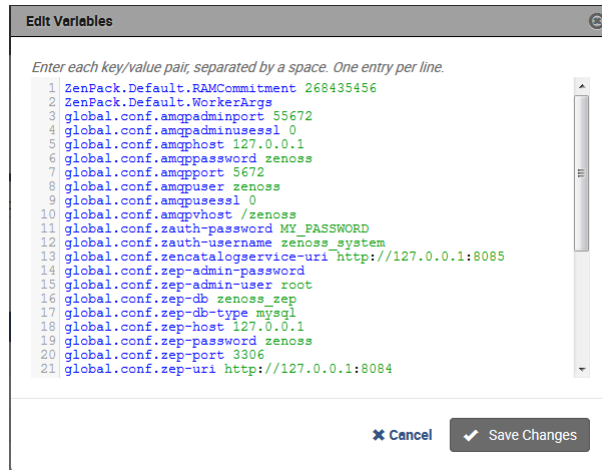 Edit Variables
Enter each key/value pair, separated by a space. One entry per line.
1 ZenPack.Default.RAMCommitment 268435456
2 ZenPack.Default.WorkerArgs
3 global.conf.amqpadminport 55672
4 global.conf.amqpadminusessl 0
5 global.conf.amqphost 127.0.0.1
6 global.conf.amqppassword zenoss
7 global.conf.amqpport 5672
8 global.conf.amqpuser zenoss
9 global.conf.amqpusessl 0
10 global.conf.amqpvhost /zenoss
11 global.conf.zauth-password MY_PASSWORD
12 global.conf.zauth-username zenoss_system
13 global.conf.zencatalogservice-uri http://127.0.0.1:8085
14 global.conf.zep-admin-password
15 global.conf.zep-admin-user root
16 global.conf.zep-db zenoss_zep
17 global.conf.zep-db-type mysql
18 global.conf.zep-host 127.0.0.1
19 global.conf.zep-password zenoss
20 global.conf.zep-port 3306
21 global.conf.zep-uri http://127.0.0.1:8084
Cancel
Save Changes